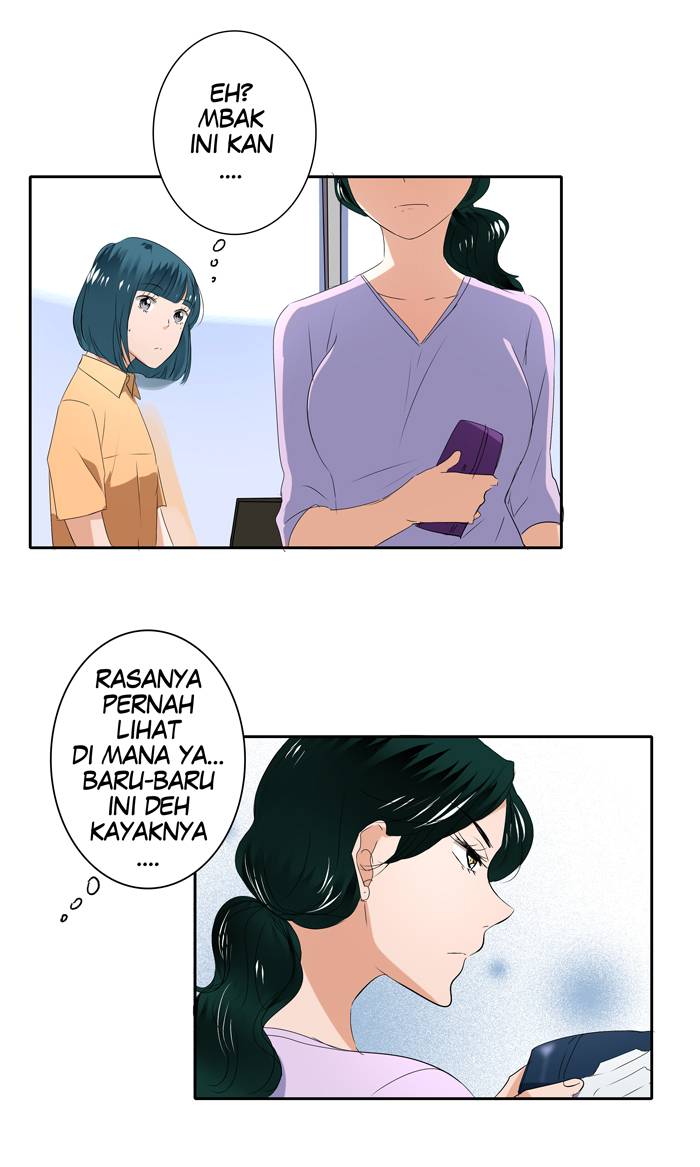 EH?
MBAK
INI KAN
....
RASANYA
PERNAH
LIHAT
DI MANA YA...
BARU-BARU
INI DEH
KAYAKNYA
....